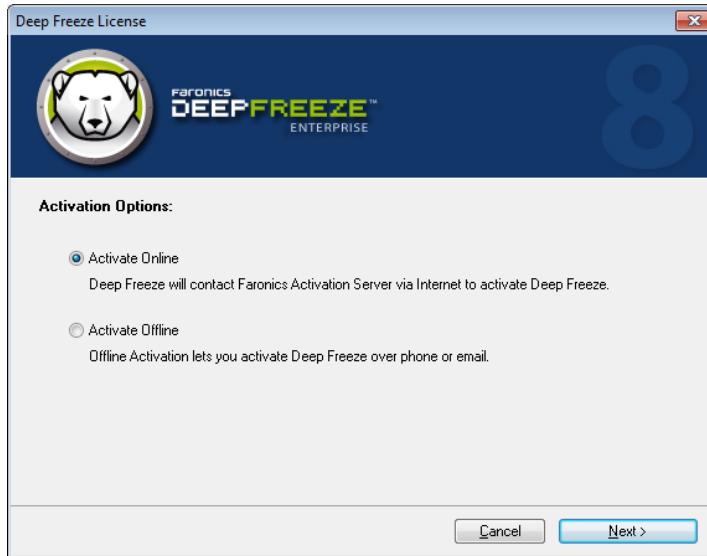 Deep Freeze License
FARONICS
DEEPFREEZE™
ENTERPRISE
8
Activation Options:
Activate Online
Deep Freeze will contact Faronics Activation Server via Internet to activate Deep Freeze.
Activate Offline
Offline Activation lets you activate Deep Freeze over phone or email.
Cancel
Next >